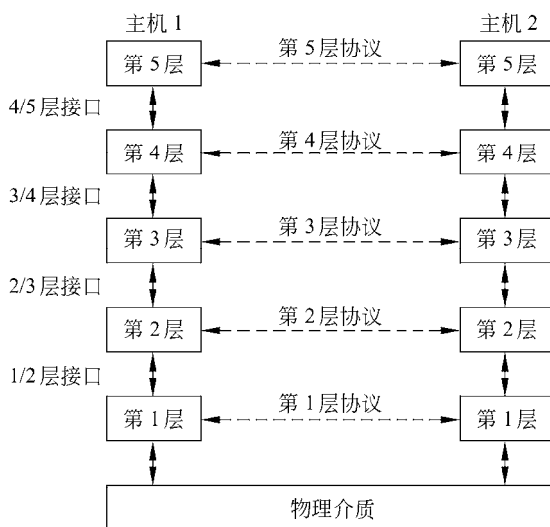 主机 1
主机 2
第 5 层
第 5 层协议
第 5 层
4/5 层接口
第 4 层
第 4 层协议
第 4 层
3/4 层接口
第 3 层
第 3 层协议
第 3 层
2/3 层接口
第 2 层
第 2 层协议
第 2 层
1/2 层接口
第 1 层
第 1 层协议
第 1 层
物理介质